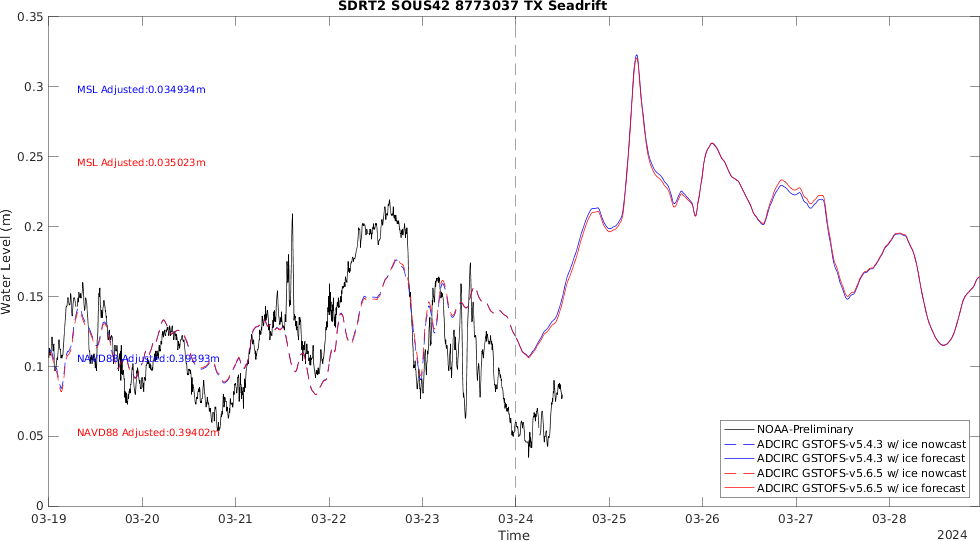 SDRT2 SOUS42 8773037 TX Seadrift
0.35
0.3
0.25
0.2
0.15
0.1
0.05
0
Water Level (m)
MSL Adjusted:0.034934m
MSL Adjusted:0.035023m
NAVD88 Adjusted:0.39393m
NAVD88 Adjusted:0.39402m
NOAA-Preliminary
ADCIRC GSTOFS-v5.4.3 w/ ice nowcast
ADCIRC GSTOFS-v5.4.3 w/ ice forecast
ADCIRC GSTOFS-v5.6.5 w/ ice nowcast
ADCIRC GSTOFS-v5.6.5 w/ ice forecast
03-19 03-20 03-21 03-22 03-23 03-24 03-25 03-26 03-27 03-28
Time
2024